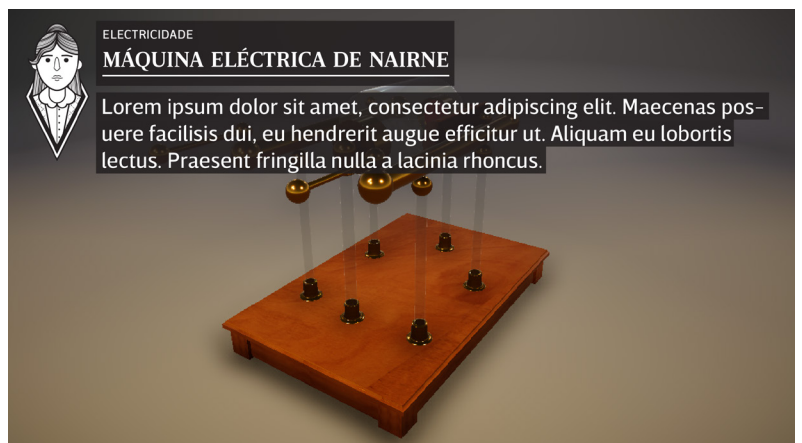 ELECTRICIDADE
MÁQUINA ELÉCTRICA DE NAIRNE
Lorem ipsum dolor sit amet, consectetur adipiscing elit. Maecenas pos-
uere facilisis dui, eu hendrerit augue efficitur ut. Aliquam eu lobortis
lectus. Praesent fringilla nulla a lacinia rhoncus.